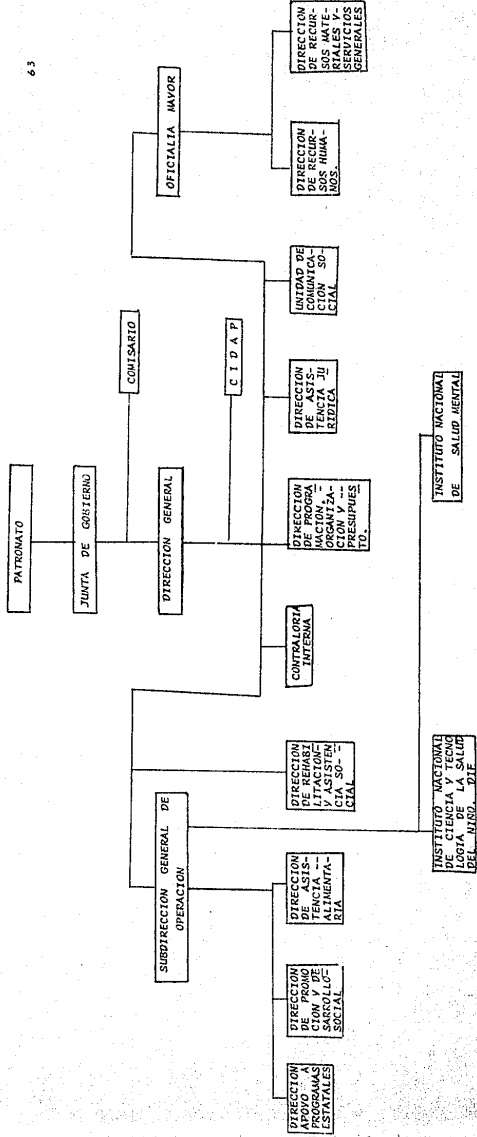 63
PATRONATO
JUNTA DE GOBIERNO
COMISARIO
DIRECCION GENERAL
C I D A P
SUBDIRECCION GENERAL DE
OPERACION
OFICIALIA MAYOR
DIRECCION
APOYO A
PROGRAMAS
ESTATALES
DIRECCION
DE PROMO
CION Y DE
SARROLLO-
SOCIAL
DIRECCION
DE ASIS-
TENCIA --
ALIMENTA-
RIA
DIRECCION
DE REHABI
LITACION-
Y ASISTEN
CIA SO- -
CIAL
CONTRALORIA
INTERNA
DIRECCION
DE PROGRA
MACION, -
ORGANIZA-
CION Y --
PRESUPUES
TO.
DIRECCION
DE ASIS-
TENCIA JU
RIDICA
UNIDAD DE
COMUNICA-
CION SO-
CIAL
DIRECCION
DE RECUR-
SOS HUMA-
NOS.
DIRECCION
DE RECUR-
SOS MATE-
RIALES Y-
SERVICIOS
GENERALES
INSTITUTO NACIONAL
DE CIENCIA Y TECNO
LOGIA DE LA SALUD
DEL NIÑO. DIF
INSTITUTO NACIONAL
DE SALUD MENTAL